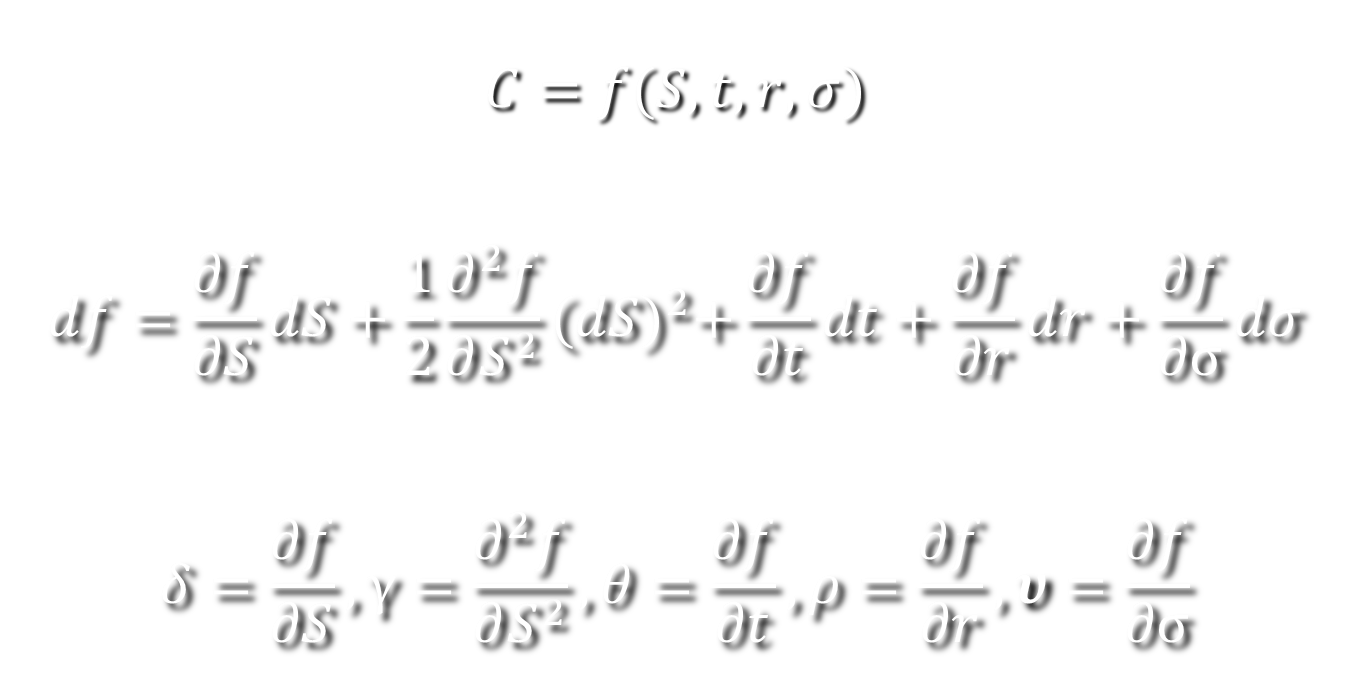 C = f(S, t, r, σ)
df = ∂f/∂S dS + 1/2 ∂²f/∂S² (dS)² + ∂f/∂t dt + ∂f/∂r dr + ∂f/∂σ dσ
δ = ∂f/∂S , γ = ∂²f/∂S² , θ = ∂f/∂t , ρ = ∂f/∂r , υ = ∂f/∂σ